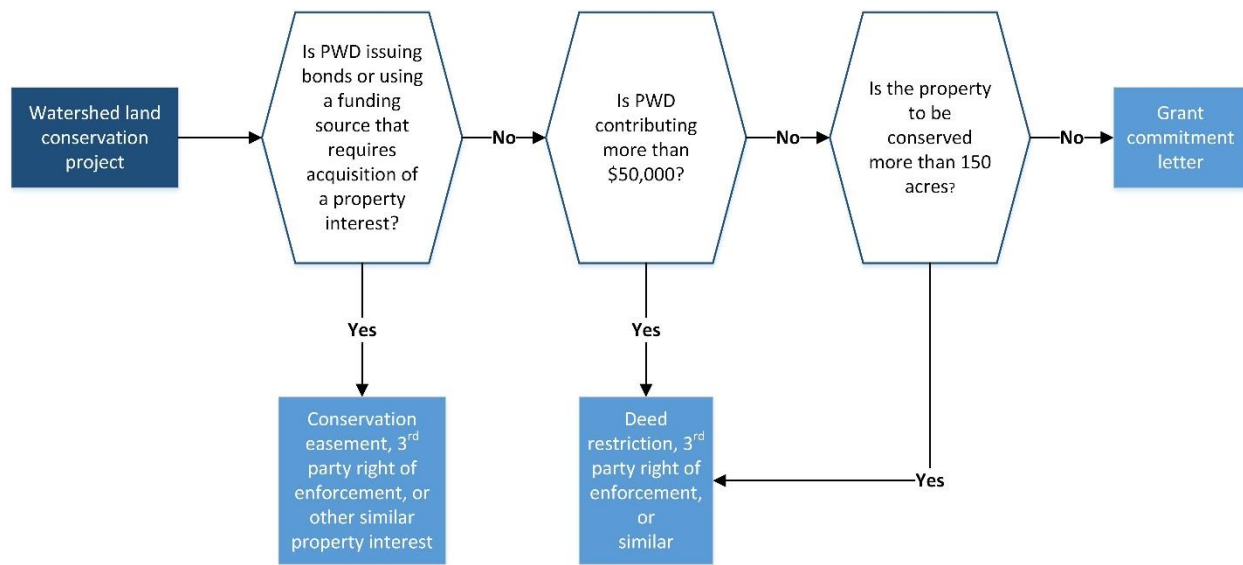 Watershed land
conservation
project
Is PWD issuing
bonds or using
a funding
source that
requires
acquisition of
a property
interest?
No
Is PWD
contributing
more than
$50,000?
No
Is the property
to be
conserved
more than 150
acres?
No
Grant
commitment
letter
Yes
Yes
Yes
Conservation
easement, 3rd
party right of
enforcement, or
other similar
property interest
Deed
restriction, 3rd
party right of
enforcement,
or
similar